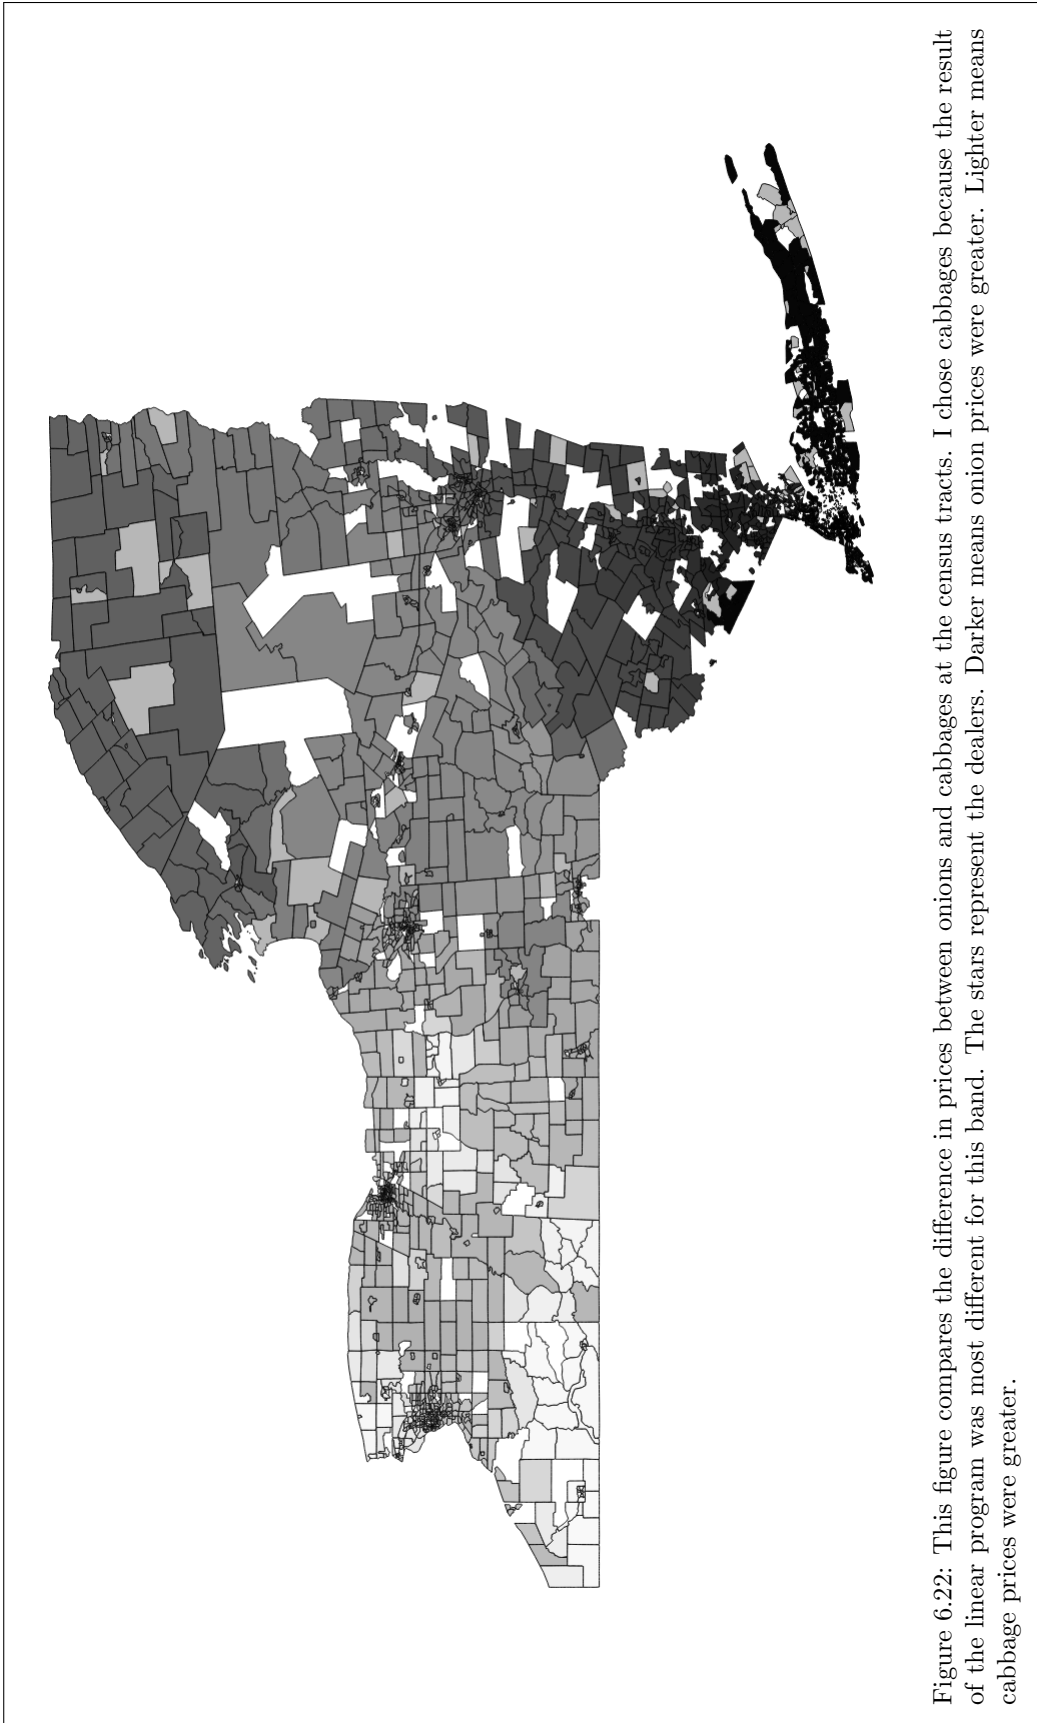 Figure 6.22: This figure compares the difference in prices between onions and cabbages at the census tracts. I chose cabbages because the result
of the linear program was most different for this band. The stars represent the dealers. Darker means onion prices were greater. Lighter means
cabbage prices were greater.